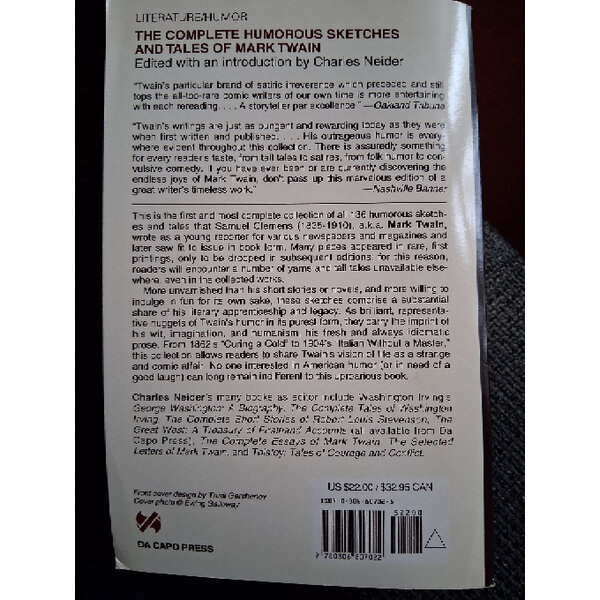 LITERATURE/HUMOR
THE COMPLETE HUMOROUS SKETCHES
AND TALES OF MARK TWAIN
Edited with an introduction by Charles Neider
"Twain's particular brand of satiric irreverence which preceded and still
tops the all-too-rare comic writers of our own time is more entertaining
with each rereading. . . . A storyteller par excellence" —Oakland Tribune
"Twain's writings are just as pungent and rewarding today as they were
when first written and published. . . . His outrageous humor is every-
where evident throughout this collection. There is assuredly something
for every reader's taste, from tall tales to satires, from folk humor to con-
vulsive comedy. If you have ever been or are currently discovering the
endless joys of Mark Twain, don't pass up this marvelous edition of a
great writer's timeless work." —Nashville Banner
This is the first and most complete collection of all 136 humorous sketch-
es and tales that Samuel Clemens (1835-1910), a.k.a. Mark Twain,
wrote as a young reporter for various newspapers and magazines and
later saw fit to issue in book form. Many pieces appeared in rare, first
printings, only to be dropped in subsequent editions; for this reason,
readers will encounter a number of yarns and tall tales unavailable else-
where, even in the collected works.
More unvarnished than his short stories or novels, and more willing to
indulge in fun for its own sake, these sketches comprise a substantial
share of his literary apprenticeship and legacy. As brilliant, representa-
tive nuggets of Twain's humor in its purest form, they carry the imprint of
his wit, imagination, and humanism, his fresh and always idiomatic
prose. From 1862's "Curing a Cold" to 1904's "Italian Without a Master,"
this collection allows readers to share Twain's vision of life as a strange
and comic affair. No one interested in American humor (or in need of a
good laugh) can long remain indifferent to this uproarious book.
Charles Neider's many books as editor include Washington Irving's
George Washington: A Biography, The Complete Tales of Washington
Irving, The Complete Short Stories of Robert Louis Stevenson, The
Great West: A Treasury of Firsthand Accounts (all available from Da
Capo Press), The Complete Essays of Mark Twain, The Selected
Letters of Mark Twain, and Tolstoy: Tales of Courage and Conflict.
US $22.00 / $32.95 CAN
Front cover design by Trudi Gershenov
Cover photo © Ewing Galloway
ISBN 0-306-80702-5
52200
9 780306 807022
DA CAPO PRESS